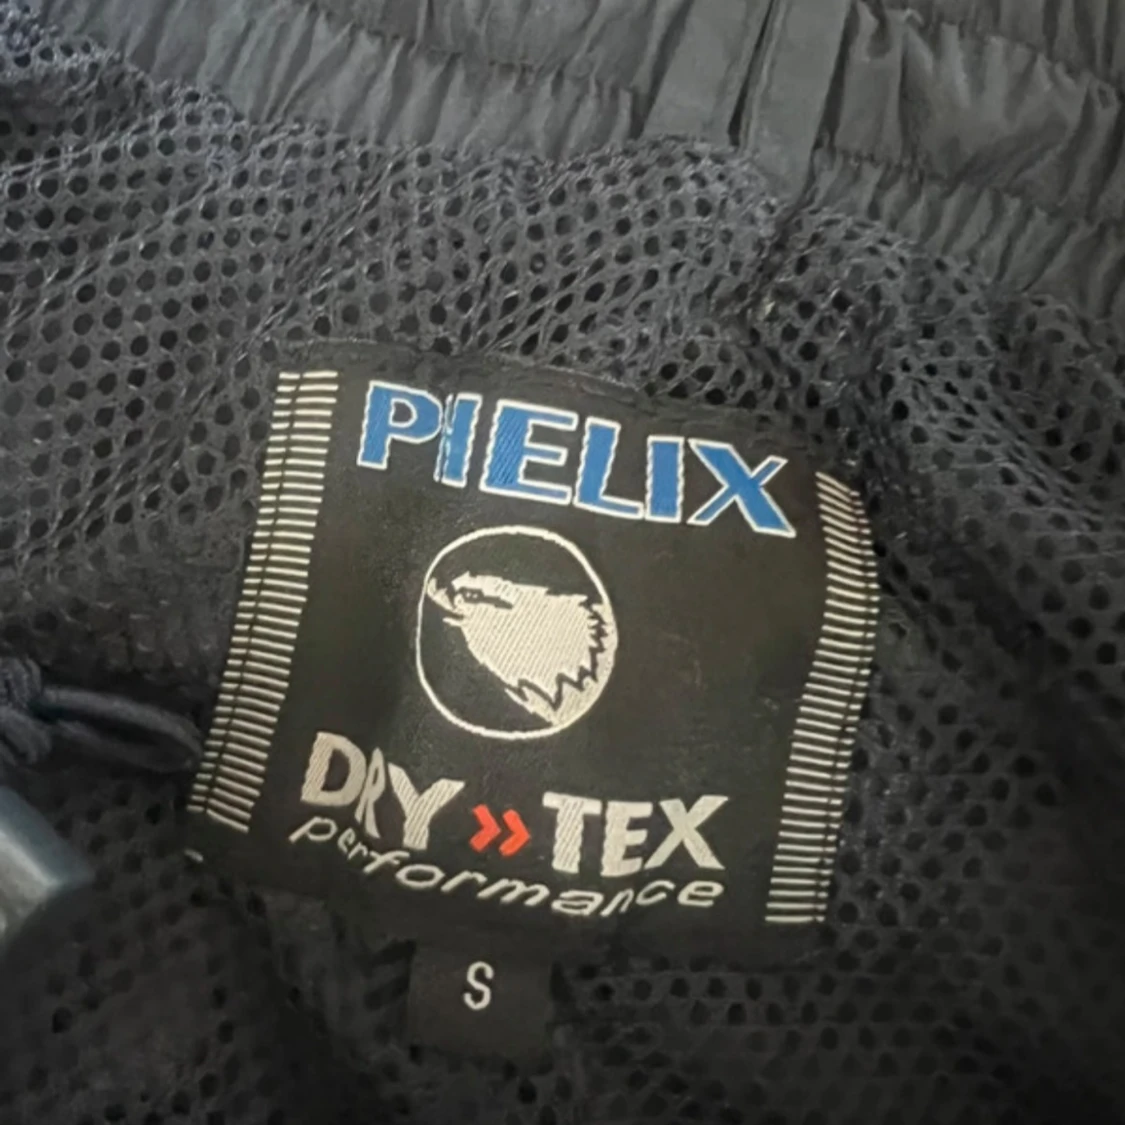 PIELIX
DRY » TEX
performance
S